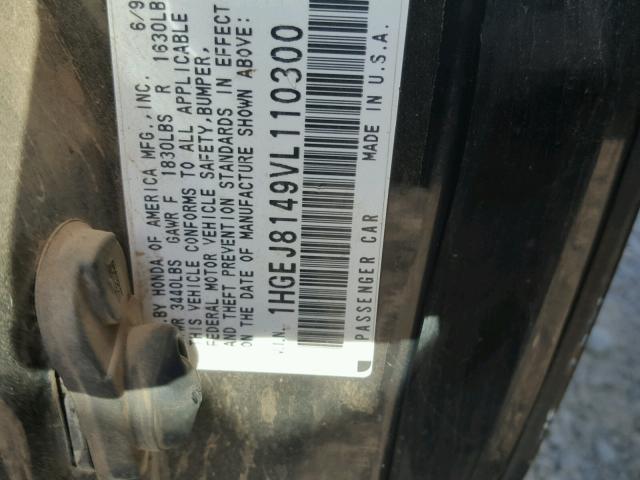 BY HONDA OF AMERICA MFG., INC. 6/9
3440LBS GAWR F 1830LBS R 1630LB
THIS VEHICLE CONFORMS TO ALL APPLICABLE
FEDERAL MOTOR VEHICLE SAFETY, BUMPER,
AND THEFT PREVENTION STANDARDS IN EFFECT
ON THE DATE OF MANUFACTURE SHOWN ABOVE:
V.I.N. 1HGEJ8149VL110300
PASSENGER CAR MADE IN U.S.A.